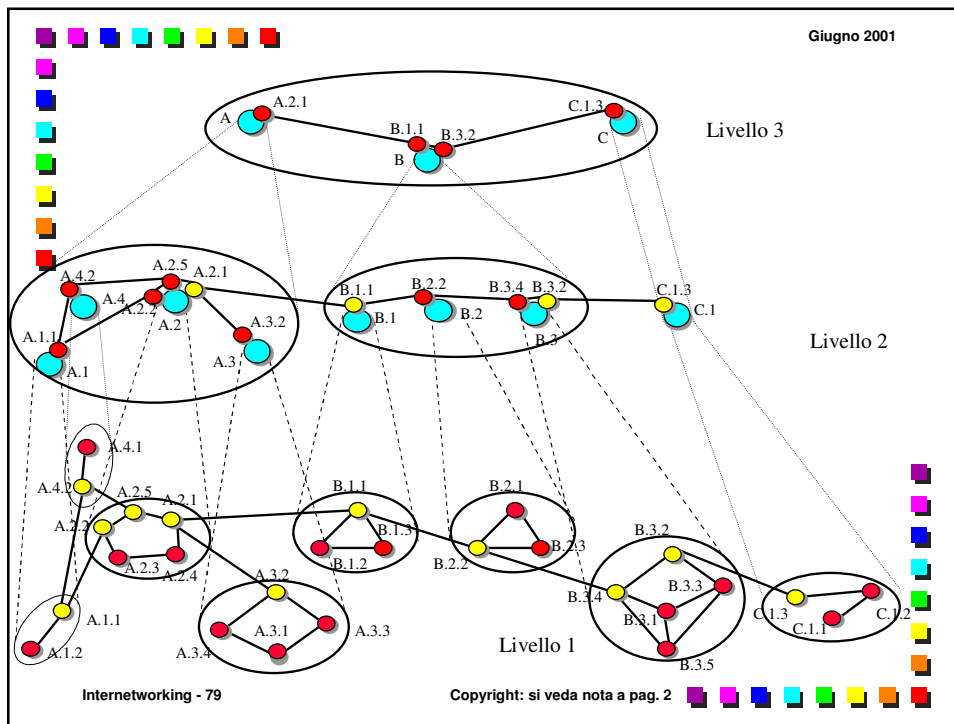 Giugno 2001
A.2.1
C.1.3
A
B.1.1
B.3.2
Livello 3
B
C
A.4.2
A.2.5
A.2.1
B.1.1
B.2.2
B.3.4
B.3.2
C.1.3
A.4
A.2.2
A.2
B.1
B.2
C.1
A.1.1
A.3.2
B.3
Livello 2
A.1
A.3
A.4.1
A.4.2
A.2.5
A.2.1
B.1.1
B.2.1
A.2.2
B.1.3
B.3.2
A.2.3
A.2.4
B.1.2
B.2.2
B.2.3
A.3.2
B.3.4
B.3.3
A.1.1
A.3.1
A.3.3
B.3.1
C.1.3
C.1.1
C.1.2
A.1.2
A.3.4
Livello 1
B.3.5
Internetworking - 79
Copyright: si veda nota a pag. 2